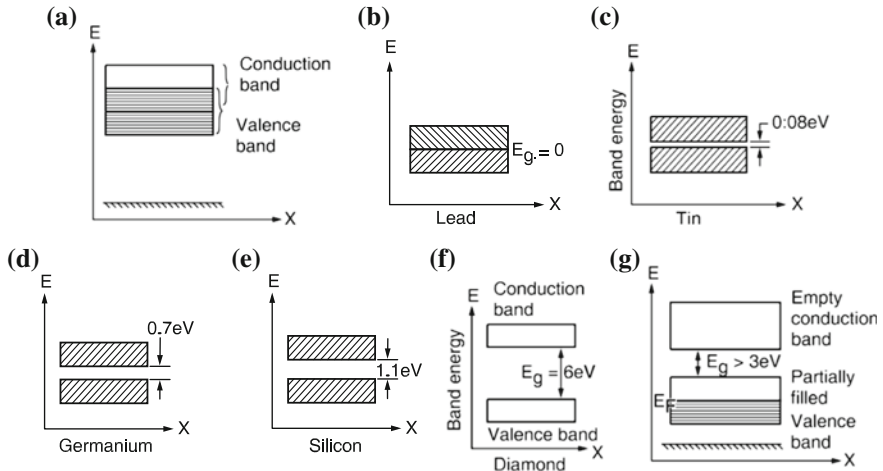 (a)
E
Conduction
band
Valence
band
X
(b)
E
E g. = 0
X
Lead
(c)
E
Band energy
0:08eV
X
Tin
(d)
E
0.7eV
X
Germanium
(e)
E
1.1eV
X
Silicon
(f)
E
Conduction
band
Band energy
Eg = 6eV
Valence band
X
Diamond
(g)
E
Empty
conduction
band
Eg > 3eV
Partially
filled
EF
Valence
band
X